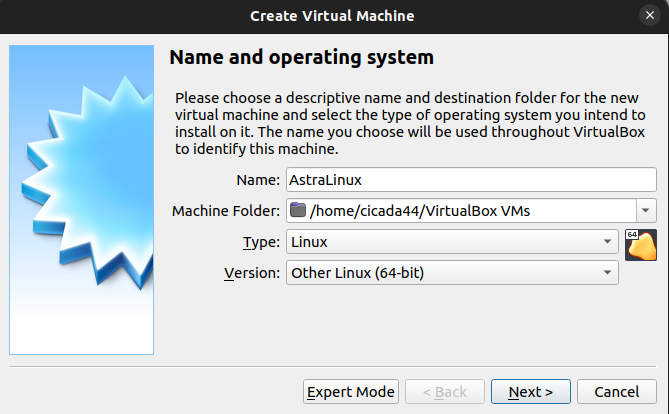 Create Virtual Machine
Name and operating system
Please choose a descriptive name and destination folder for the new
virtual machine and select the type of operating system you intend to
install on it. The name you choose will be used throughout VirtualBox
to identify this machine.
Name: AstraLinux
Machine Folder: /home/cicada44/VirtualBox VMs
Type: Linux
64
Version: Other Linux (64-bit)
Expert Mode < Back Next > Cancel